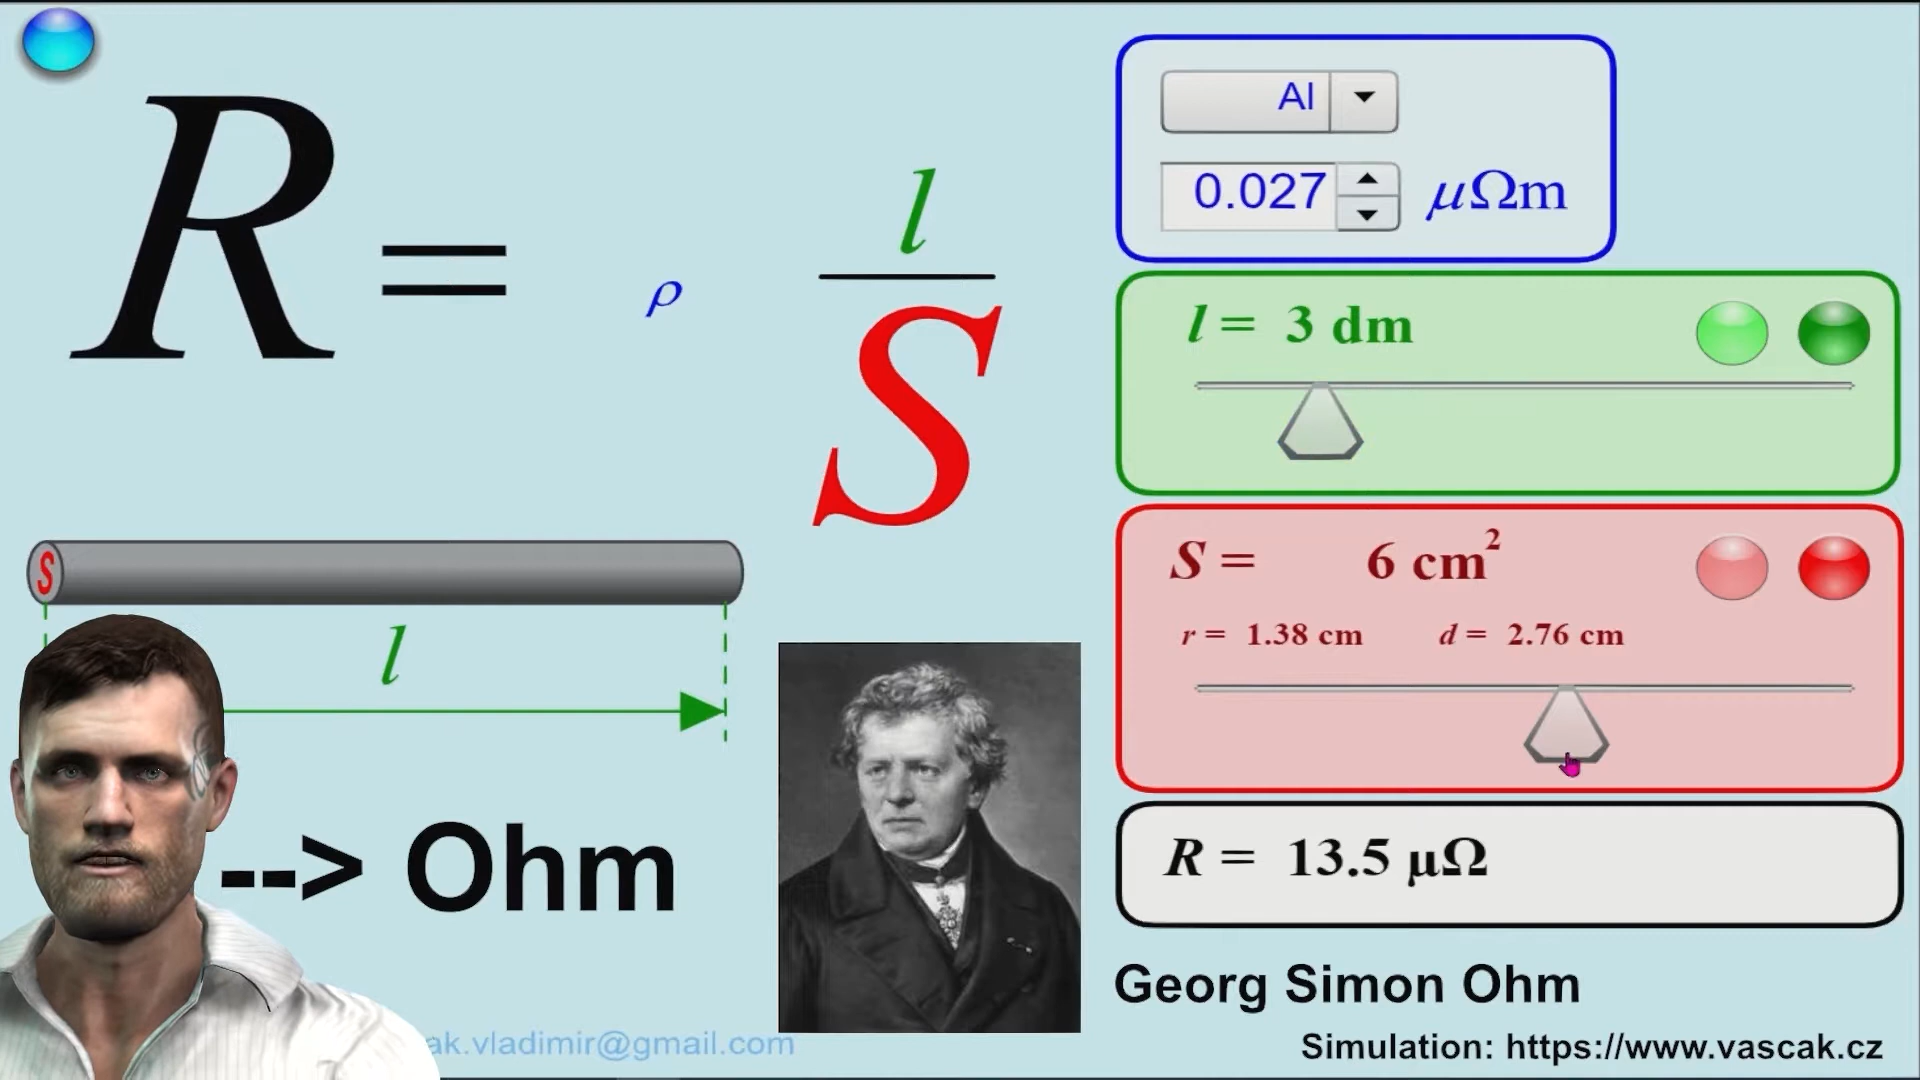 R = ρ l
S
Al
0.027 μΩm
l = 3 dm
S = 6 cm²
r = 1.38 cm d = 2.76 cm
R = 13.5 μΩ
S
l
--> Ohm
Georg Simon Ohm
ak.vladimir@gmail.com
Simulation: https://www.vascak.cz